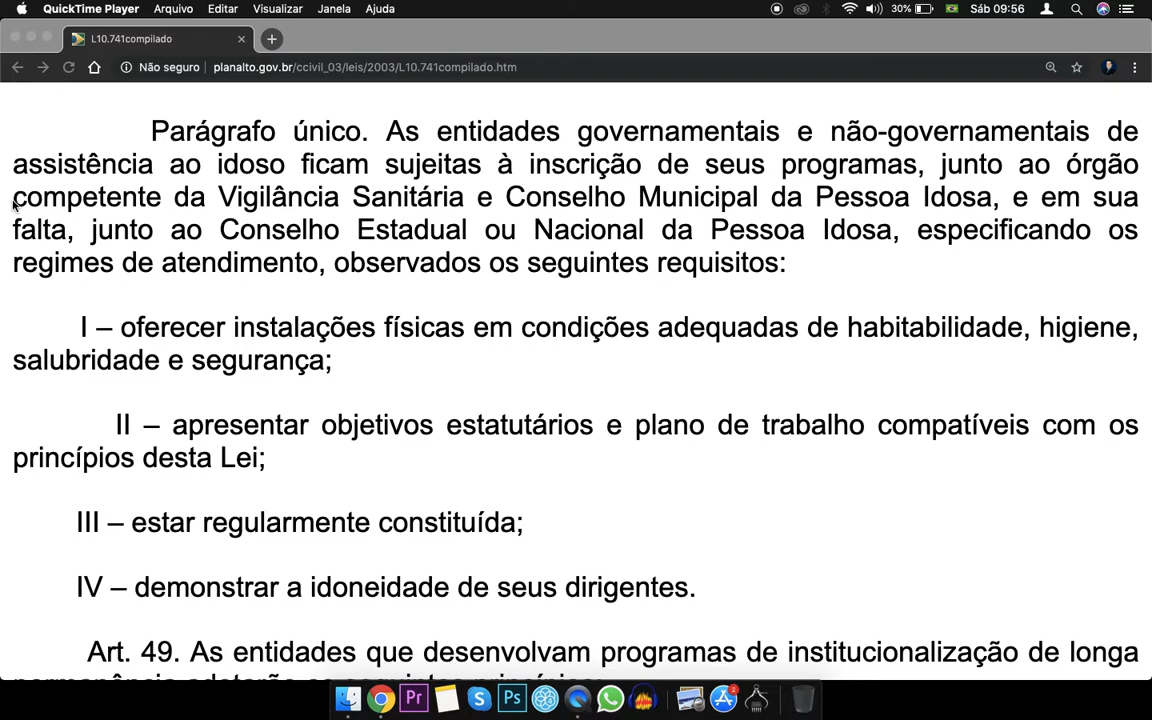 QuickTime Player Arquivo Editar Visualizar Janela Ajuda 30% Sáb 09:56
L10.741compilado
Não seguro planalto.gov.br/ccivil_03/leis/2003/L10.741compilado.htm
Parágrafo único. As entidades governamentais e não-governamentais de
assistência ao idoso ficam sujeitas à inscrição de seus programas, junto ao órgão
competente da Vigilância Sanitária e Conselho Municipal da Pessoa Idosa, e em sua
falta, junto ao Conselho Estadual ou Nacional da Pessoa Idosa, especificando os
regimes de atendimento, observados os seguintes requisitos:
I – oferecer instalações físicas em condições adequadas de habitabilidade, higiene,
salubridade e segurança;
II – apresentar objetivos estatutários e plano de trabalho compatíveis com os
princípios desta Lei;
III – estar regularmente constituída;
IV – demonstrar a idoneidade de seus dirigentes.
Art. 49. As entidades que desenvolvam programas de institucionalização de longa
Pr S Ps 2